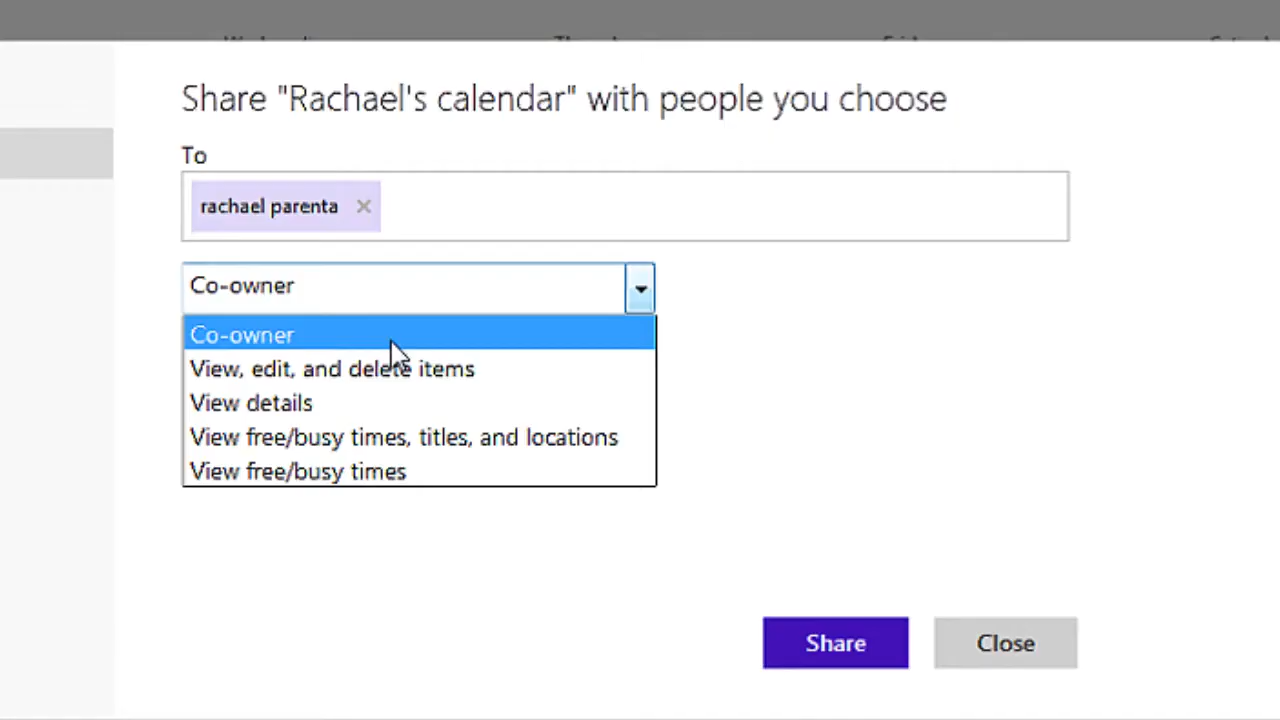 Share "Rachael's calendar" with people you choose
To
rachael parenta ×
Co-owner
Co-owner
View, edit, and delete items
View details
View free/busy times, titles, and locations
View free/busy times
Share Close